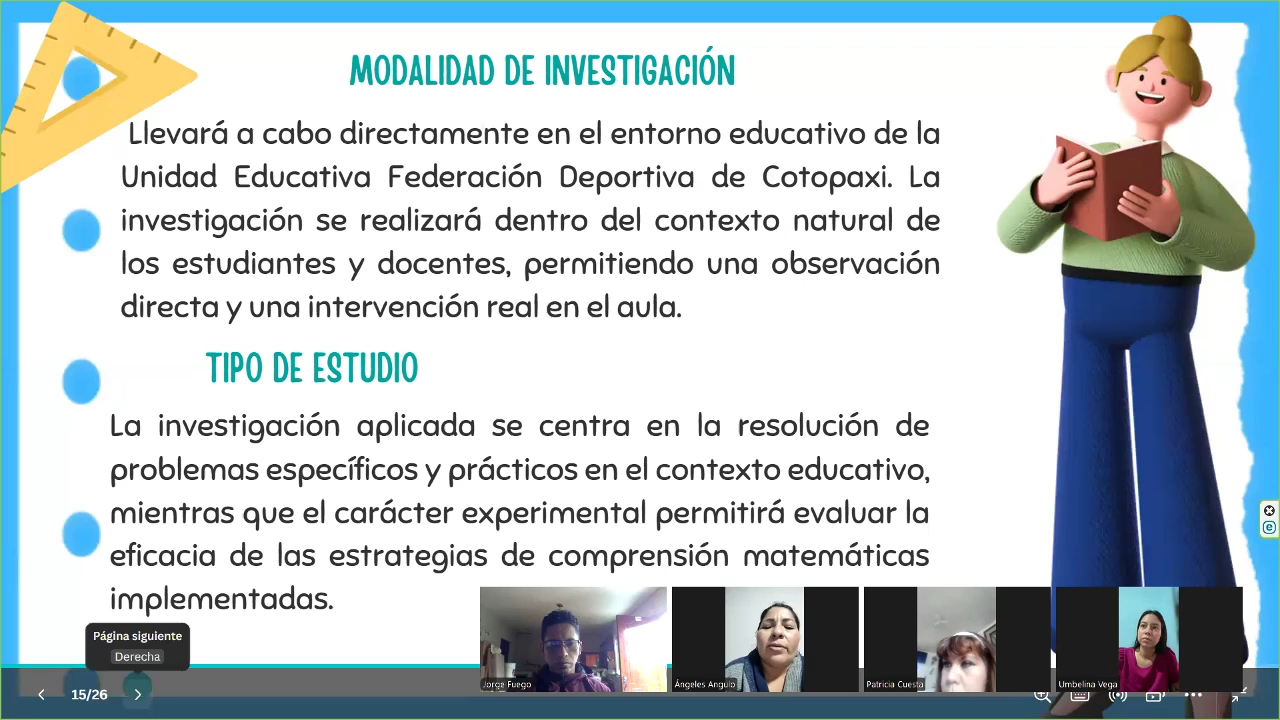 MODALIDAD DE INVESTIGACIÓN
Llevará a cabo directamente en el entorno educativo de la
Unidad Educativa Federación Deportiva de Cotopaxi. La
investigación se realizará dentro del contexto natural de
los estudiantes y docentes, permitiendo una observación
directa y una intervención real en el aula.
TIPO DE ESTUDIO
La investigación aplicada se centra en la resolución de
problemas específicos y prácticos en el contexto educativo,
mientras que el carácter experimental permitirá evaluar la
eficacia de las estrategias de comprensión matemáticas
implementadas.
Página siguiente
Derecha
15/26
Jorge Fuego
Ángeles Angulo
Patricia Cuesta
Umbelina Vega